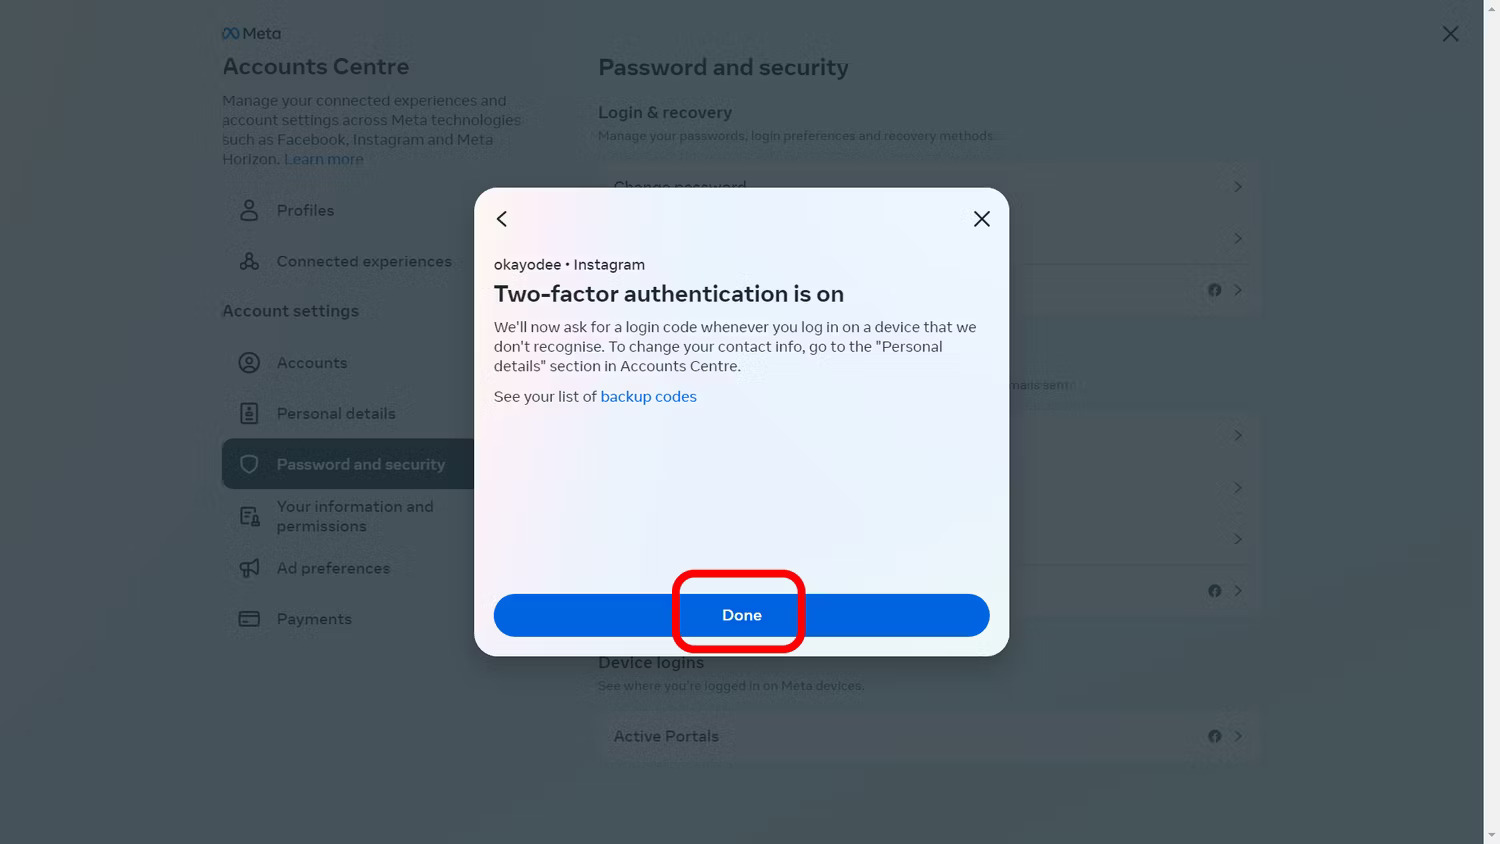 Meta
Accounts Centre
Manage your connected experiences and
account settings across Meta technologies
such as Facebook, Instagram and Meta
Horizon. Learn more
Profiles
Connected experiences
Account settings
Accounts
Personal details
Password and security
Your information and
permissions
Ad preferences
Payments
Password and security
Login & recovery
Manage your passwords, login preferences and recovery methods.
Change password
okayodee • Instagram
Two-factor authentication is on
We'll now ask for a login code whenever you log in on a device that we
don't recognise. To change your contact info, go to the "Personal
details" section in Accounts Centre.
See your list of backup codes
Done
sent
Device logins
See where you're logged in on Meta devices.
Active Portals